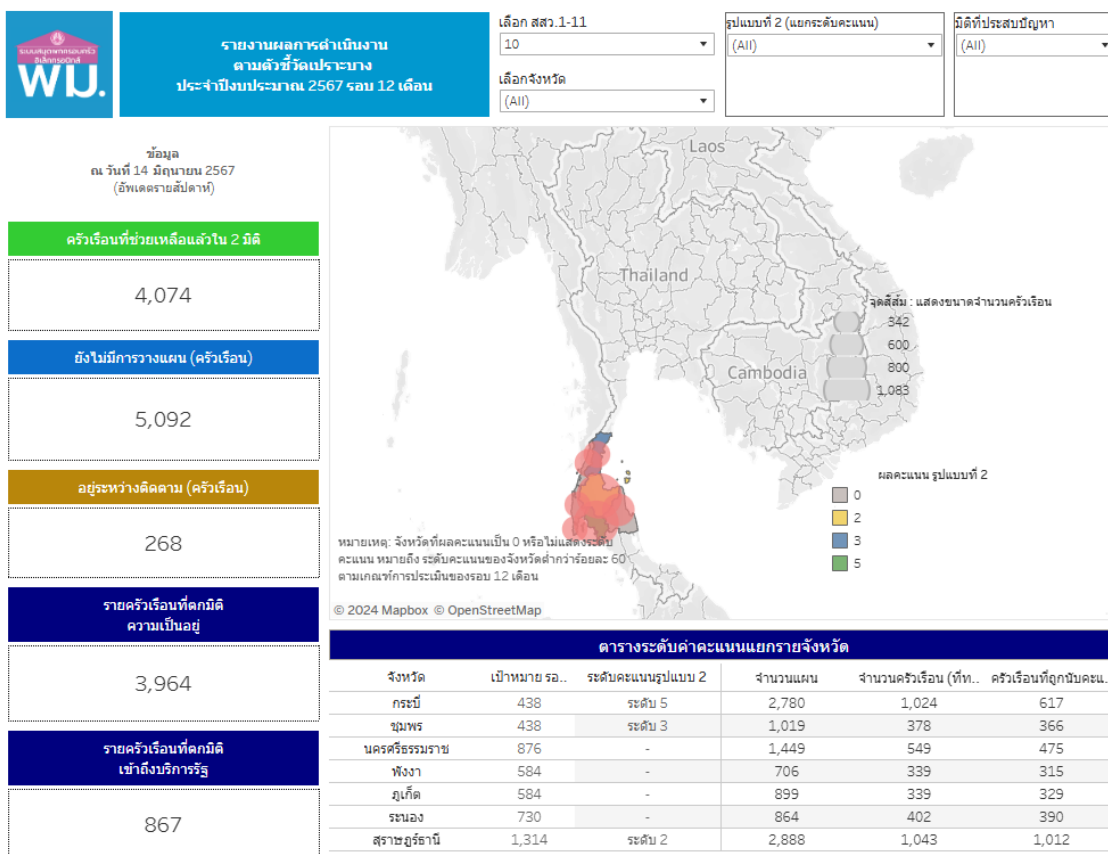 ระบบสมุดพกครอบครัว
อิเล็กทรอนิกส์
พม.
รายงานผลการดำเนินงาน
ตามตัวชี้วัดเปราะบาง
ประจำปีงบประมาณ 2567 รอบ 12 เดือน
เลือก สสว.1-11
10
เลือกจังหวัด
(All)
รูปแบบที่ 2 (แยกระดับคะแนน)
(All)
มิติที่ประสบปัญหา
(All)
ข้อมูล
ณ วันที่ 14 มิถุนายน 2567
(อัพเดตรายสัปดาห์)
ครัวเรือนที่ช่วยเหลือแล้วใน 2 มิติ
4,074
ยังไม่มีการวางแผน (ครัวเรือน)
5,092
อยู่ระหว่างติดตาม (ครัวเรือน)
268
รายครัวเรือนที่ตกมิติ
ความเป็นอยู่
3,964
รายครัวเรือนที่ตกมิติ
เข้าถึงบริการรัฐ
867
Laos
Thailand
Cambodia
จุดสีส้ม : แสดงขนาดจำนวนครัวเรือน
342
600
800
1,083
ผลคะแนน รูปแบบที่ 2
0
2
3
5
หมายเหตุ: จังหวัดที่ผลคะแนนเป็น 0 หรือไม่แสดงระดับ
คะแนน หมายถึง ระดับคะแนนของจังหวัดต่ำกว่าร้อยละ 60
ตามเกณฑ์การประเมินของรอบ 12 เดือน
© 2024 Mapbox © OpenStreetMap
ตารางระดับค่าคะแนนแยกรายจังหวัด
จังหวัด เป้าหมาย รอ.. ระดับคะแนนรูปแบบ 2 จำนวนแผน จำนวนครัวเรือน (ที่ท.. ครัวเรือนที่ถูกนับคะแ..
กระบี่ 438 ระดับ 5 2,780 1,024 617
ชุมพร 438 ระดับ 3 1,019 378 366
นครศรีธรรมราช 876 - 1,449 549 475
พังงา 584 - 706 339 315
ภูเก็ต 584 - 899 339 329
ระนอง 730 - 864 402 390
สุราษฎร์ธานี 1,314 ระดับ 2 2,888 1,043 1,012